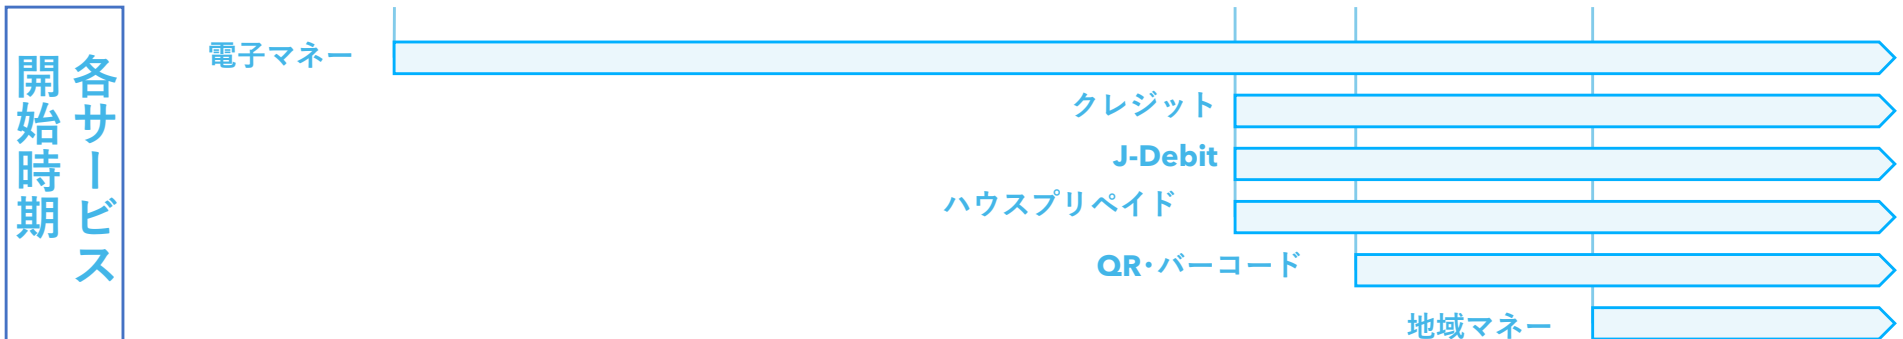 各サービス
開始時期
電子マネー
クレジット
J-Debit
ハウスプリペイド
QR・バーコード
地域マネー